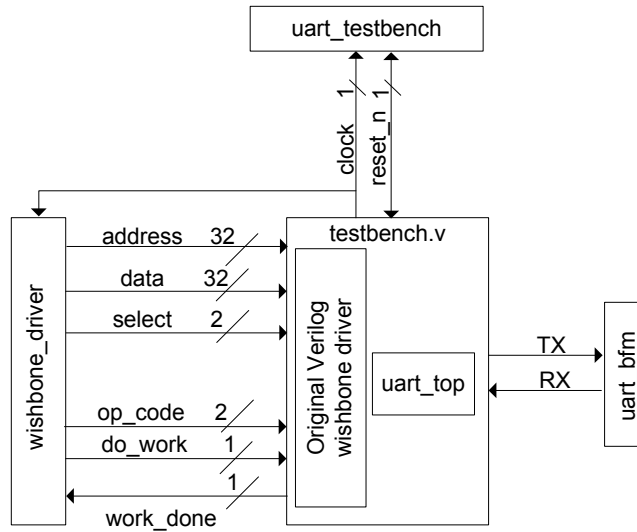 uart_testbench
clock
1
reset_n
1
wishbone_driver
address 32
data 32
select 2
op_code 2
do_work 1
1
work_done
testbench.v
Original Verilog
wishbone driver
uart_top
TX
RX
uart_bfm